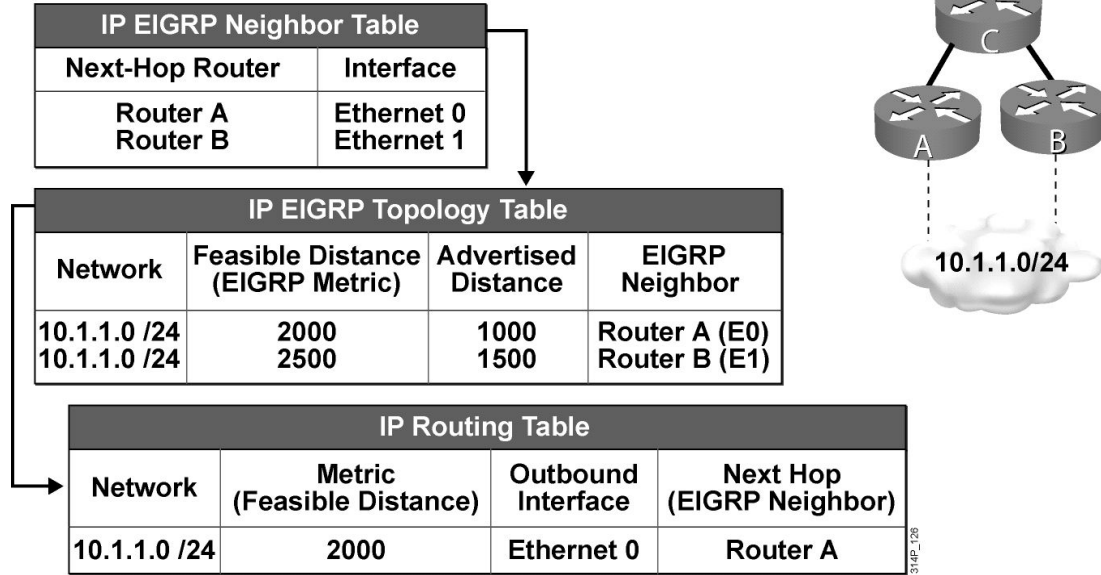 IP EIGRP Neighbor Table
Next-Hop Router Interface
Router A Ethernet 0
Router B Ethernet 1
C
A B
10.1.1.0/24
IP EIGRP Topology Table
Network Feasible Distance (EIGRP Metric) Advertised Distance EIGRP Neighbor
10.1.1.0 /24 2000 1000 Router A (E0)
10.1.1.0 /24 2500 1500 Router B (E1)
IP Routing Table
Network Metric (Feasible Distance) Outbound Interface Next Hop (EIGRP Neighbor)
10.1.1.0 /24 2000 Ethernet 0 Router A
314P_126